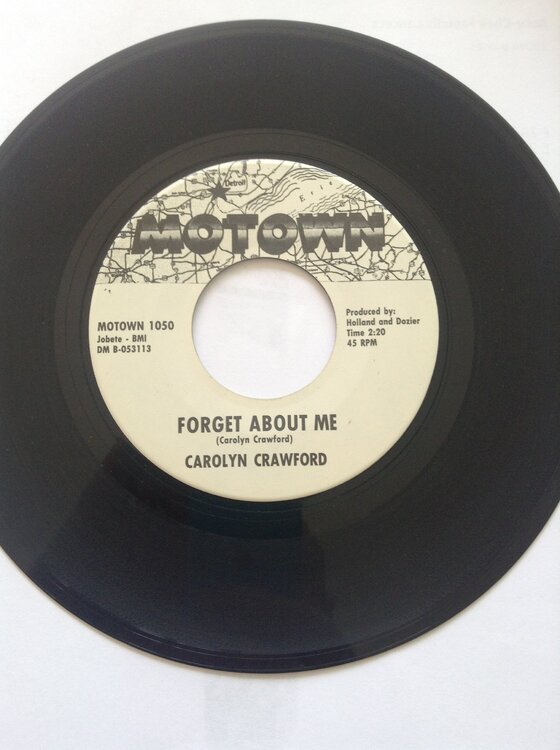 Detroit
Erie
MOTOWN
MOTOWN 1050
Jobete - BMI
DM B-053113
Produced by:
Holland and Dozier
Time 2:20
45 RPM
FORGET ABOUT ME
(Carolyn Crawford)
CAROLYN CRAWFORD